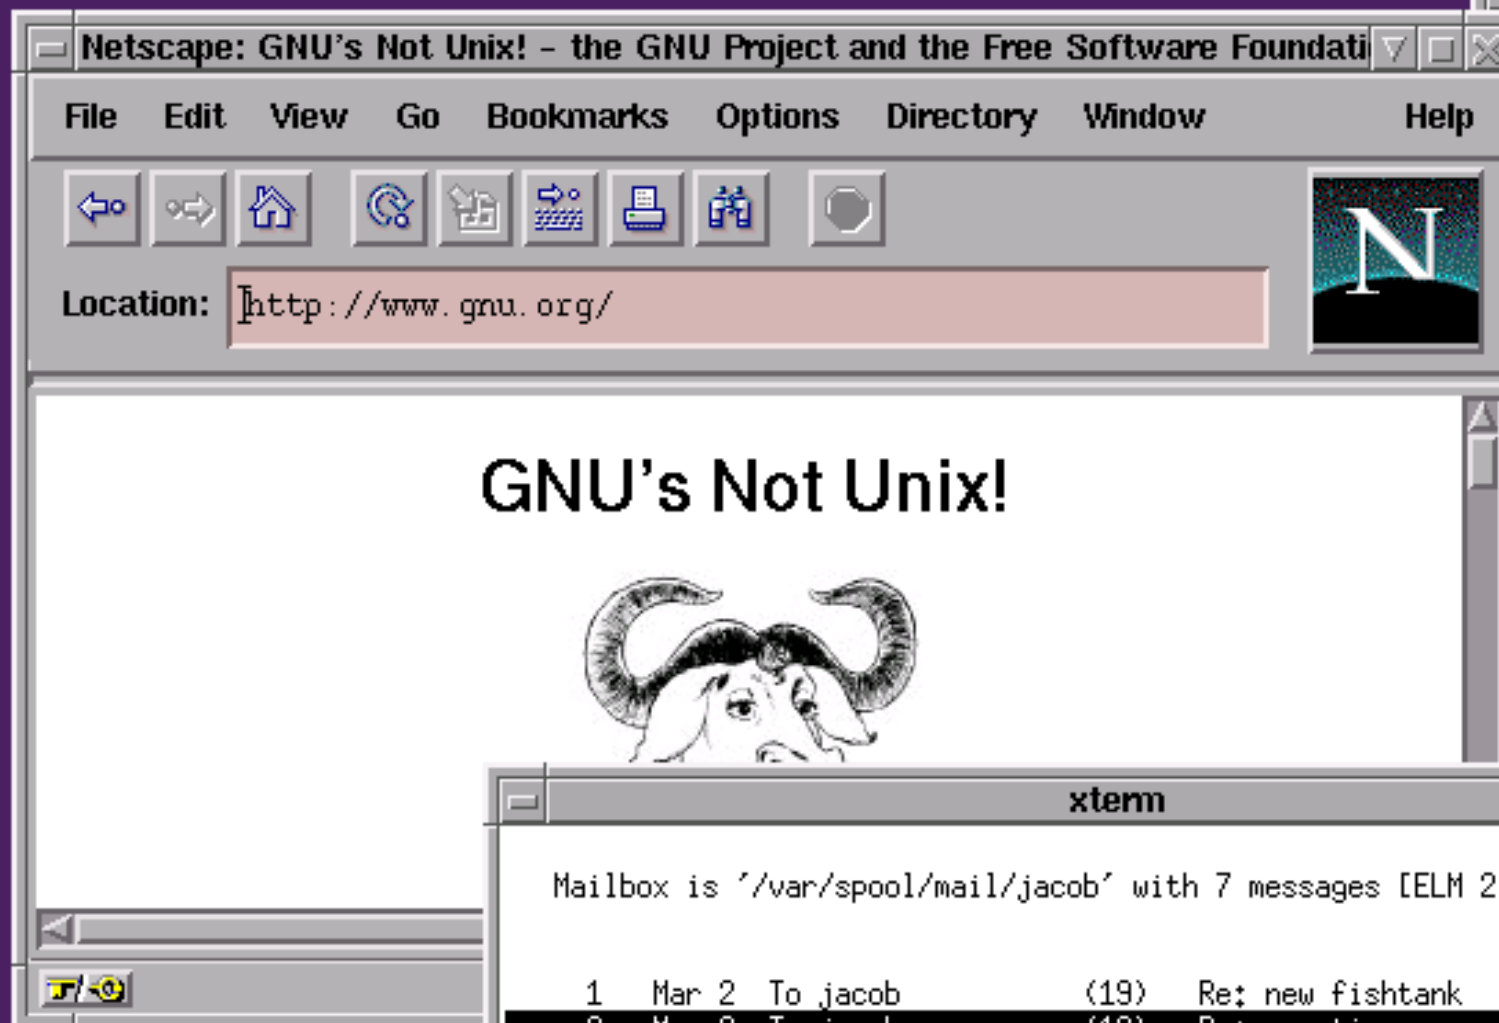 Netscape: GNU's Not Unix! - the GNU Project and the Free Software Foundati
File Edit View Go Bookmarks Options Directory Window Help
N
Location: http://www.gnu.org/
GNU's Not Unix!
xterm
Mailbox is '/var/spool/mail/jacob' with 7 messages [ELM 2
1 Mar 2 To jacob (19) Re: new fishtank